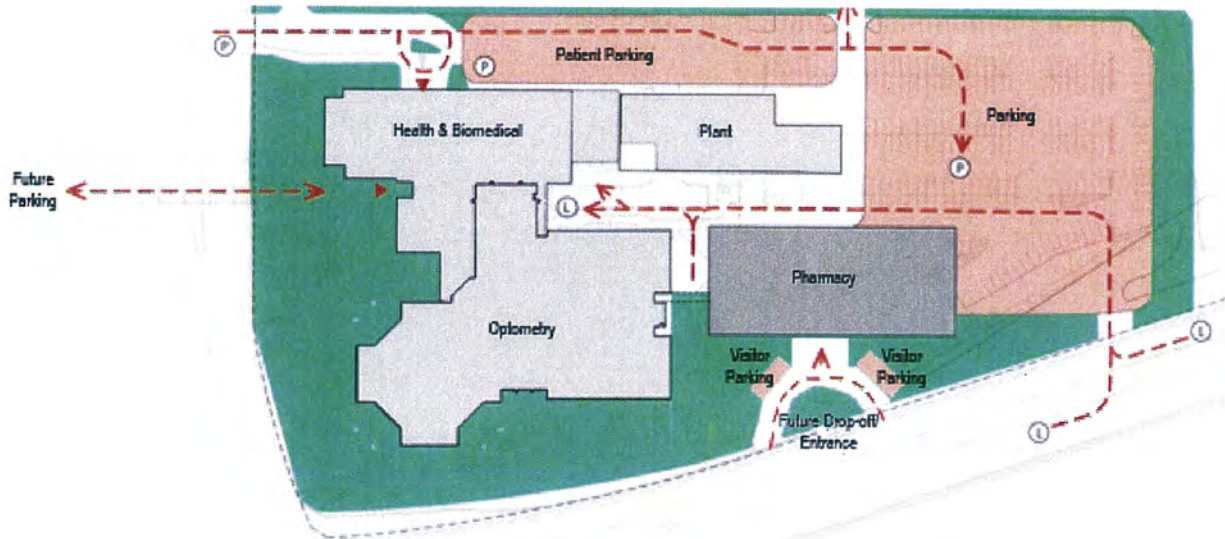 P
Patient Parking
P
Health & Biomedical
Plant
Parking
P
Future
Parking
L
Pharmacy
Optometry
Visitor
Parking
Visitor
Parking
L
Future Drop-off/
Entrance
L